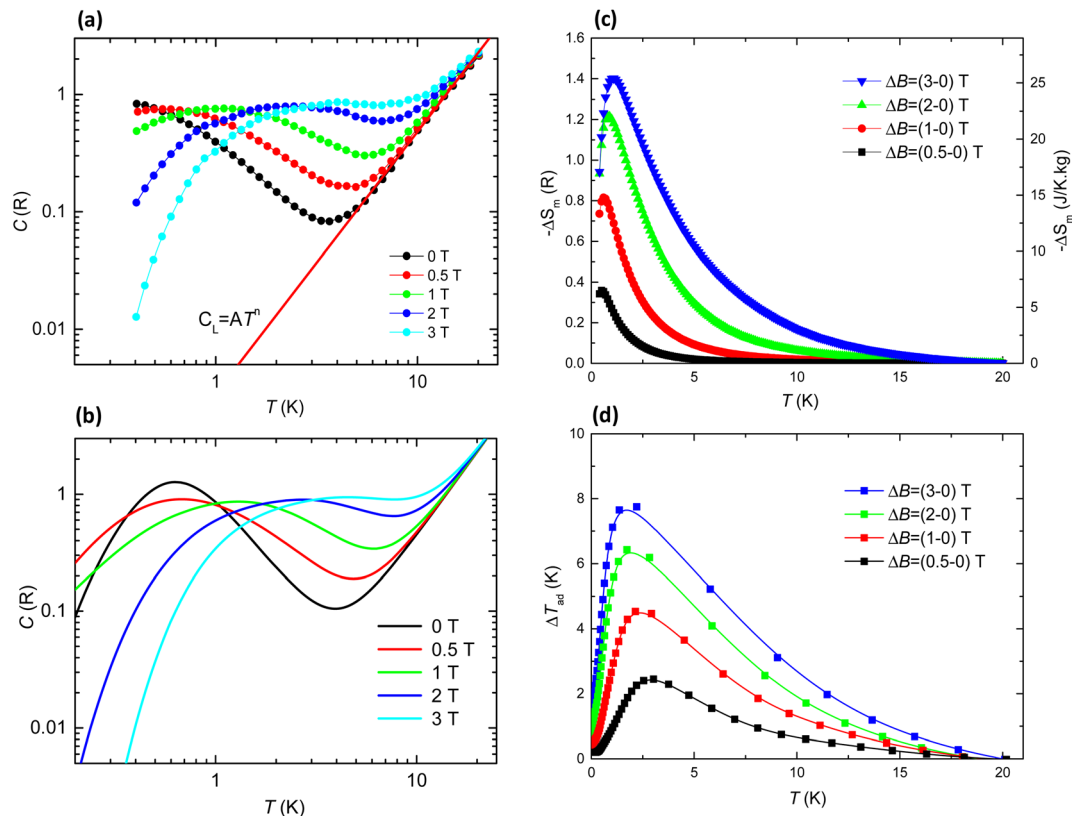 (a)
C (R)
1
0.1
0.01
0 T
0.5 T
1 T
2 T
3 T
C_L=AT^n
1
10
T (K)
(b)
C (R)
1
0.1
0.01
0 T
0.5 T
1 T
2 T
3 T
1
10
T (K)
(c)
-ΔS_m (R)
1.6
1.4
1.2
1.0
0.8
0.6
0.4
0.2
0.0
ΔB=(3-0) T
ΔB=(2-0) T
ΔB=(1-0) T
ΔB=(0.5-0) T
30
25
20
15
10
5
0
-ΔS_m (J/K.kg)
0
5
10
15
20
T (K)
(d)
ΔT_ad (K)
10
8
6
4
2
0
ΔB=(3-0) T
ΔB=(2-0) T
ΔB=(1-0) T
ΔB=(0.5-0) T
0
5
10
15
20
T (K)